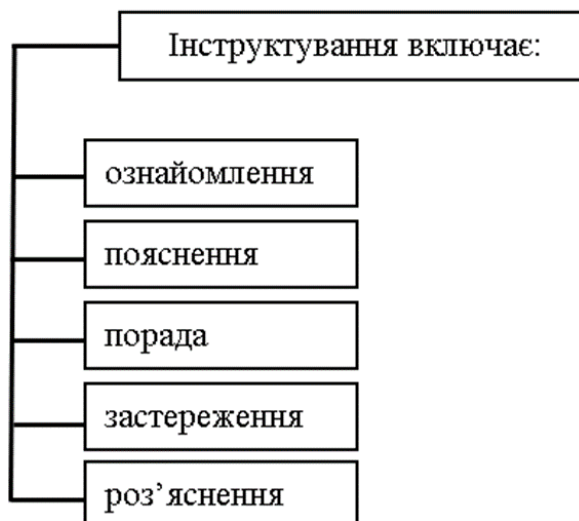 Інструктування включає:
ознайомлення
пояснення
порада
застереження
роз’яснення